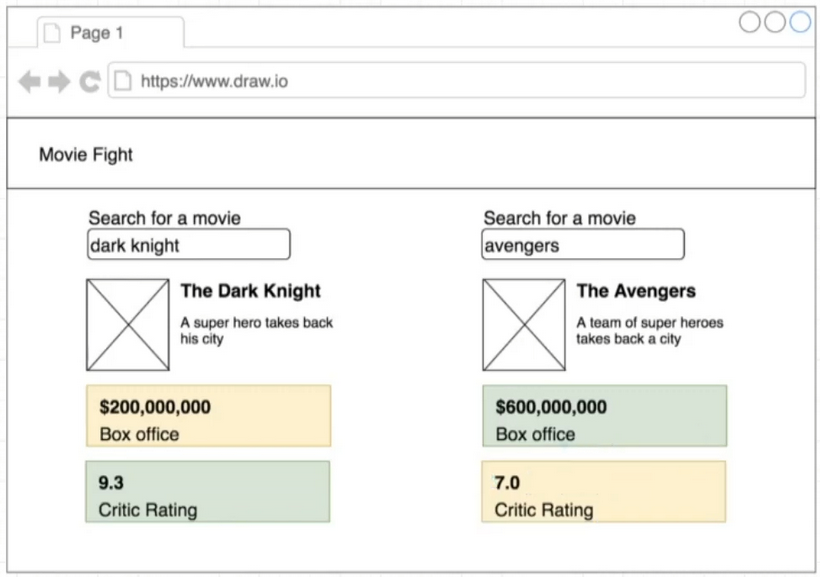 Page 1
https://www.draw.io
Movie Fight
Search for a movie
dark knight
The Dark Knight
A super hero takes back
his city
$200,000,000
Box office
9.3
Critic Rating
Search for a movie
avengers
The Avengers
A team of super heroes
takes back a city
$600,000,000
Box office
7.0
Critic Rating